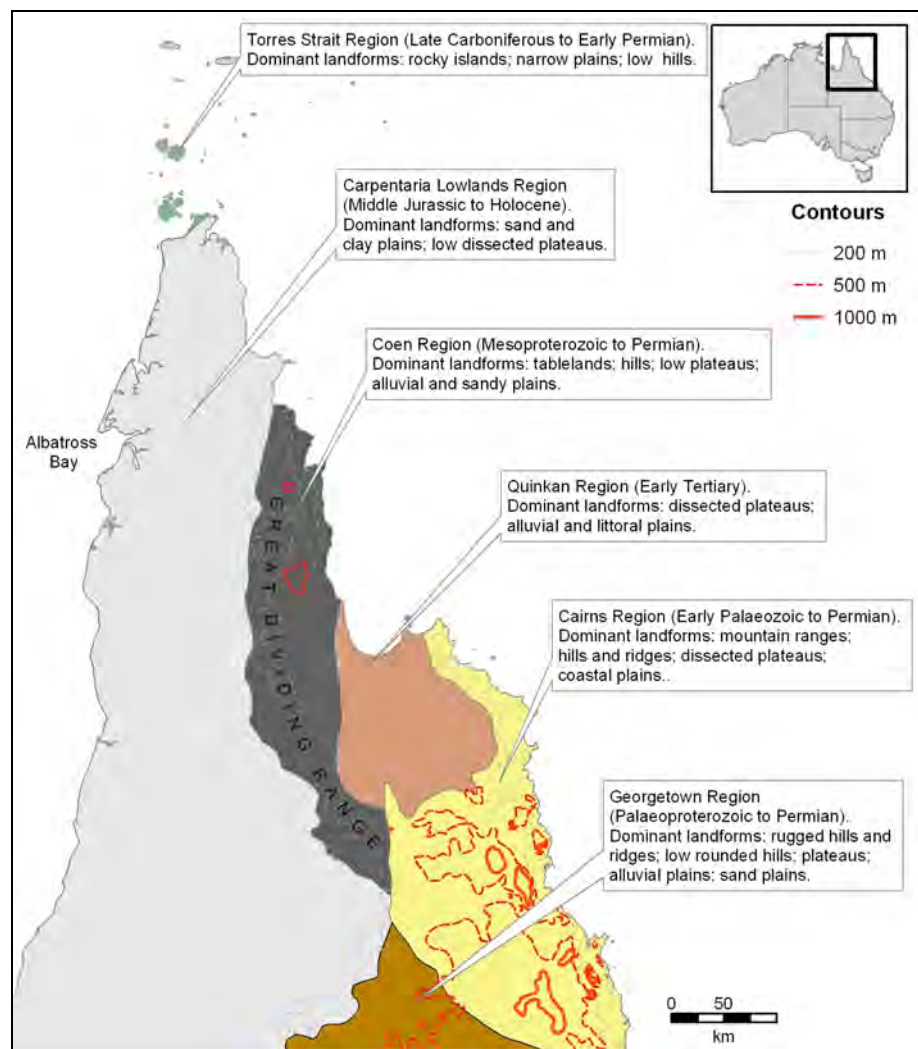 Torres Strait Region (Late Carboniferous to Early Permian).
Dominant landforms: rocky islands; narrow plains; low hills.
Contours
200 m
500 m
1000 m
Carpentaria Lowlands Region
(Middle Jurassic to Holocene).
Dominant landforms: sand and
clay plains; low dissected plateaus.
Coen Region (Mesoproterozoic to Permian).
Dominant landforms: tablelands; hills; low plateaus;
alluvial and sandy plains.
Albatross
Bay
Quinkan Region (Early Tertiary).
Dominant landforms: dissected plateaus;
alluvial and littoral plains.
GREAT DIVIDING RANGE
Cairns Region (Early Palaeozoic to Permian).
Dominant landforms: mountain ranges;
hills and ridges; dissected plateaus;
coastal plains..
Georgetown Region
(Palaeoproterozoic to Permian).
Dominant landforms: rugged hills and
ridges; low rounded hills; plateaus;
alluvial plains; sand plains.
0 50
km